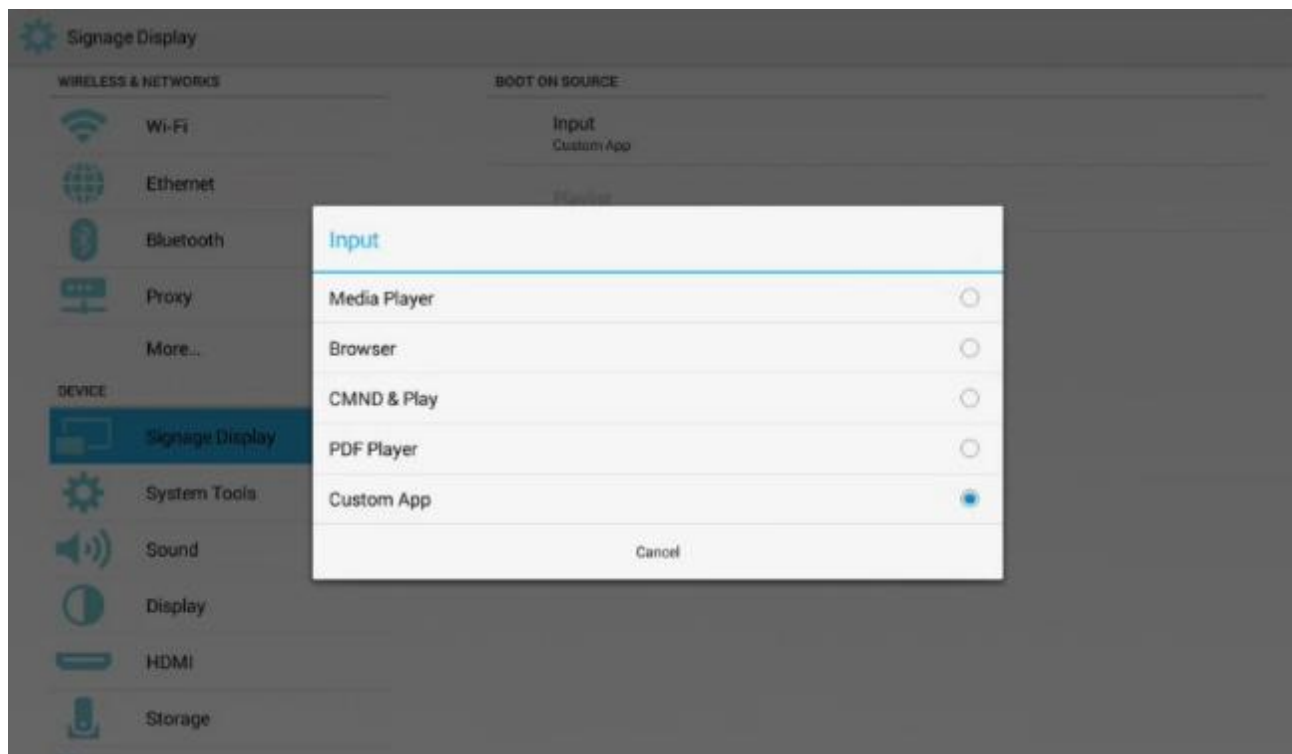 Signage Display
WIRELESS & NETWORKS
Wi-Fi
Ethernet
Bluetooth
Proxy
More...
DEVICE
Signage Display
System Tools
Sound
Display
HDMI
Storage
BOOT ON SOURCE
Input
Custom App
Playlist
Input
Media Player
Browser
CMND & Play
PDF Player
Custom App
Cancel